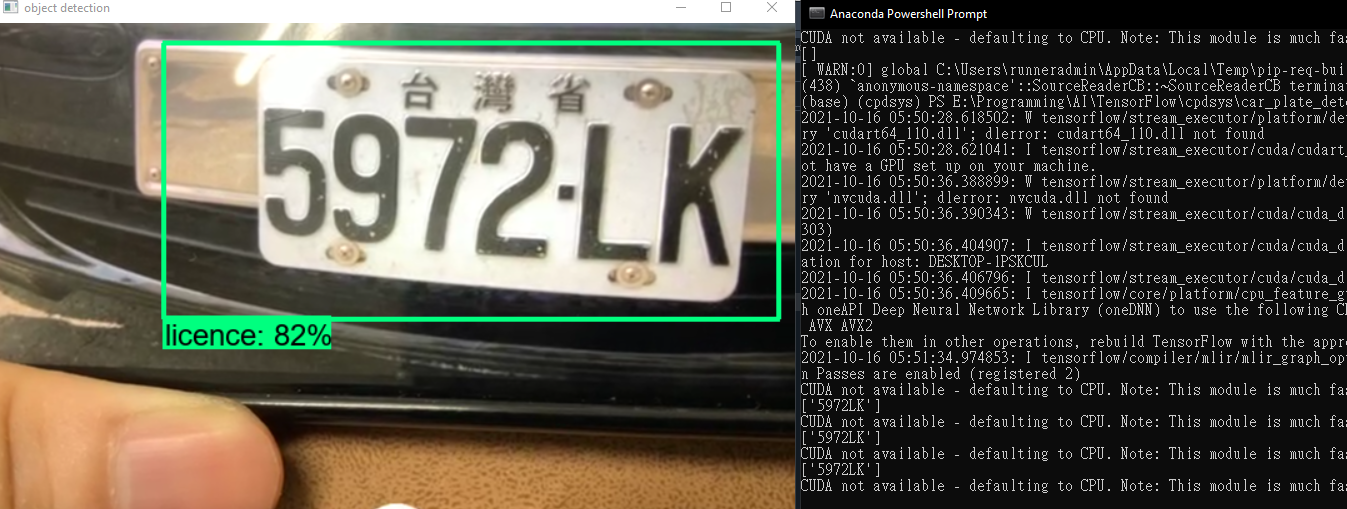 object detection
台灣省
5972-LK
licence: 82%
Anaconda Powershell Prompt
CUDA not available - defaulting to CPU. Note: This module is much fas
[]
[ WARN:0] global C:\Users\runneradmin\AppData\Local\Temp\pip-req-bui
(438) `anonymous-namespace'::SourceReaderCB::~SourceReaderCB termina
(base) (cpdsys) PS E:\Programming\AI\TensorFlow\cpdsys\car_plate_det
2021-10-16 05:50:28.618502: W tensorflow/stream_executor/platform/de
ry 'cudart64_110.dll'; dlerror: cudart64_110.dll not found
2021-10-16 05:50:28.621041: I tensorflow/stream_executor/cuda/cudart_
ot have a GPU set up on your machine.
2021-10-16 05:50:36.388899: W tensorflow/stream_executor/platform/de
ry 'nvcuda.dll'; dlerror: nvcuda.dll not found
2021-10-16 05:50:36.390343: W tensorflow/stream_executor/cuda/cuda_d
303)
2021-10-16 05:50:36.404907: I tensorflow/stream_executor/cuda/cuda_d
ation for host: DESKTOP-1PSKCUL
2021-10-16 05:50:36.406796: I tensorflow/stream_executor/cuda/cuda_d
2021-10-16 05:50:36.409665: I tensorflow/core/platform/cpu_feature_g
h oneAPI Deep Neural Network Library (oneDNN) to use the following C
AVX AVX2
To enable them in other operations, rebuild TensorFlow with the appr
2021-10-16 05:51:34.974853: I tensorflow/compiler/mlir/mlir_graph_op
n Passes are enabled (registered 2)
CUDA not available - defaulting to CPU. Note: This module is much fas
['5972LK']
CUDA not available - defaulting to CPU. Note: This module is much fas
['5972LK']
CUDA not available - defaulting to CPU. Note: This module is much fas
['5972LK']
CUDA not available - defaulting to CPU. Note: This module is much fas